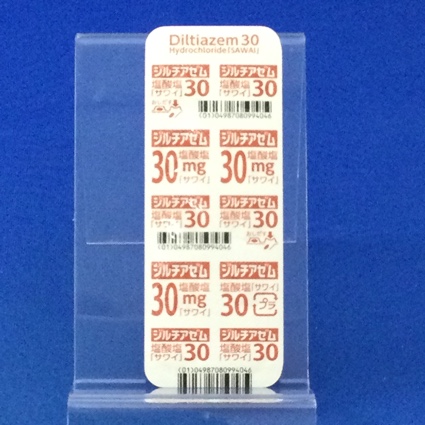 Diltiazem 30
Hydrochloride(SAWAI)
ジルチアゼム ジルチアゼム
塩酸塩 30 塩酸塩 30
「サワイ」 「サワイ」
(01)04987080994046
ジルチアゼム ジルチアゼム
30 塩酸塩 30 塩酸塩
mg mg
「サワイ」 「サワイ」
ジルチアゼム ジルチアゼム
塩酸塩 30 塩酸塩 30
「サワイ」 「サワイ」
(01)04987080994046
ジルチアゼム ジルチアゼム
30 塩酸塩 塩酸塩「サワイ」
mg 30 プラ
「サワイ」
ジルチアゼム ジルチアゼム
塩酸塩 30 塩酸塩 30
「サワイ」 「サワイ」
(01)04987080994046